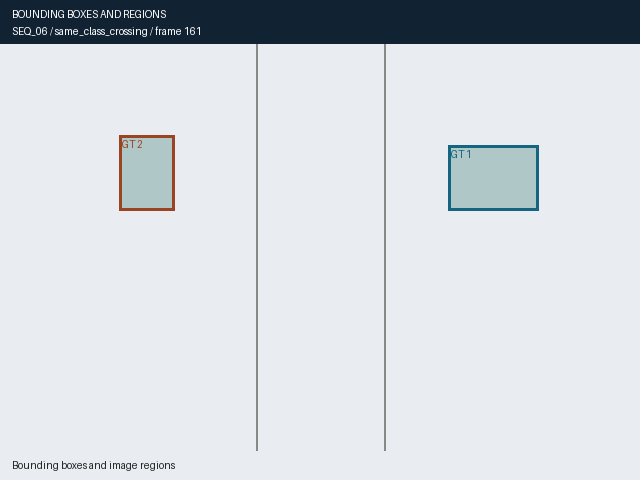 BOUNDING BOXES AND REGIONS
SEQ_06 / same_class_crossing / frame 161
GT2
GT1
Bounding boxes and image regions